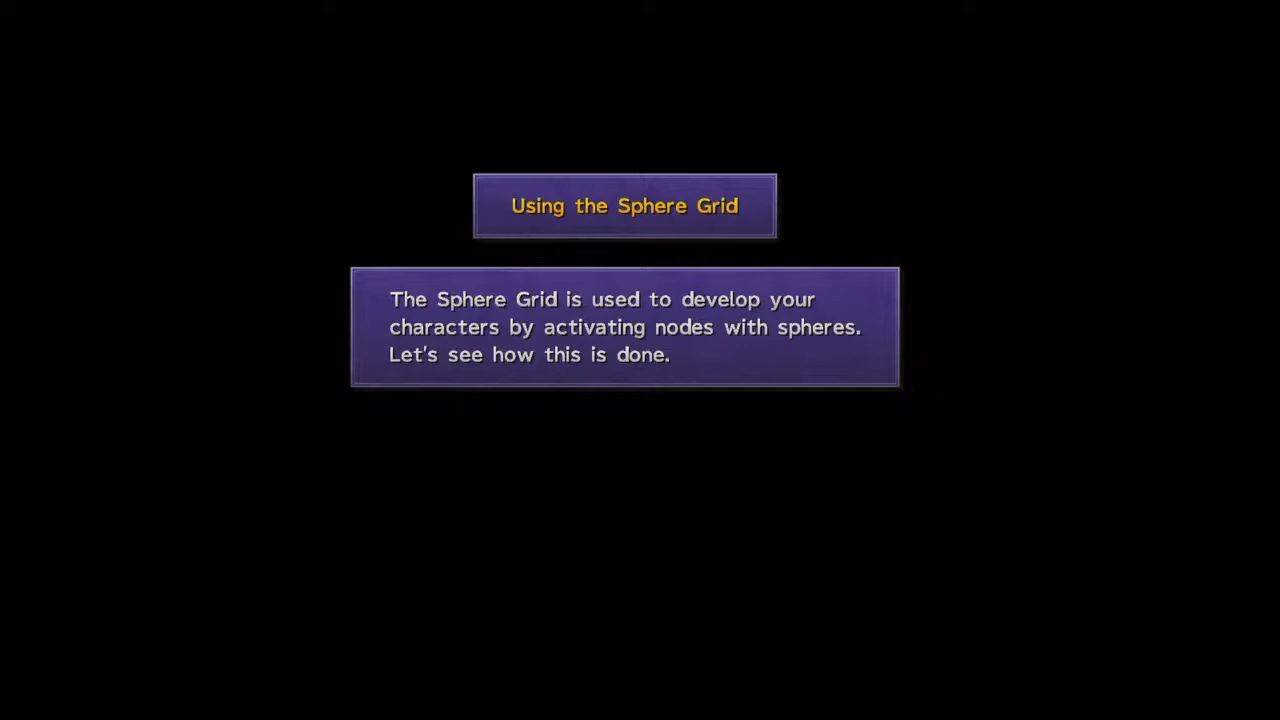 Using the Sphere Grid
The Sphere Grid is used to develop your
characters by activating nodes with spheres.
Let's see how this is done.